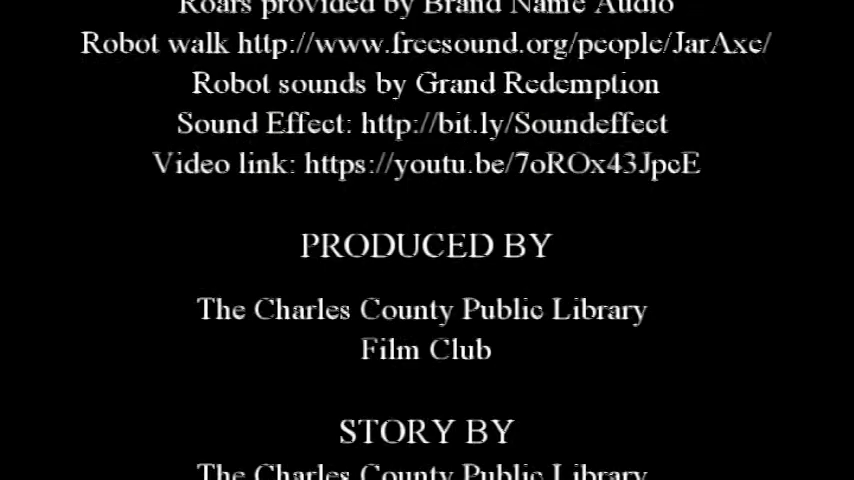 Roars provided by Brand Name Audio
Robot walk http://www.freesound.org/people/JarAxe/
Robot sounds by Grand Redemption
Sound Effect: http://bit.ly/Soundeffect
Video link: https://youtu.be/7oROx43JpcE
PRODUCED BY
The Charles County Public Library
Film Club
STORY BY
The Charles County Public Library